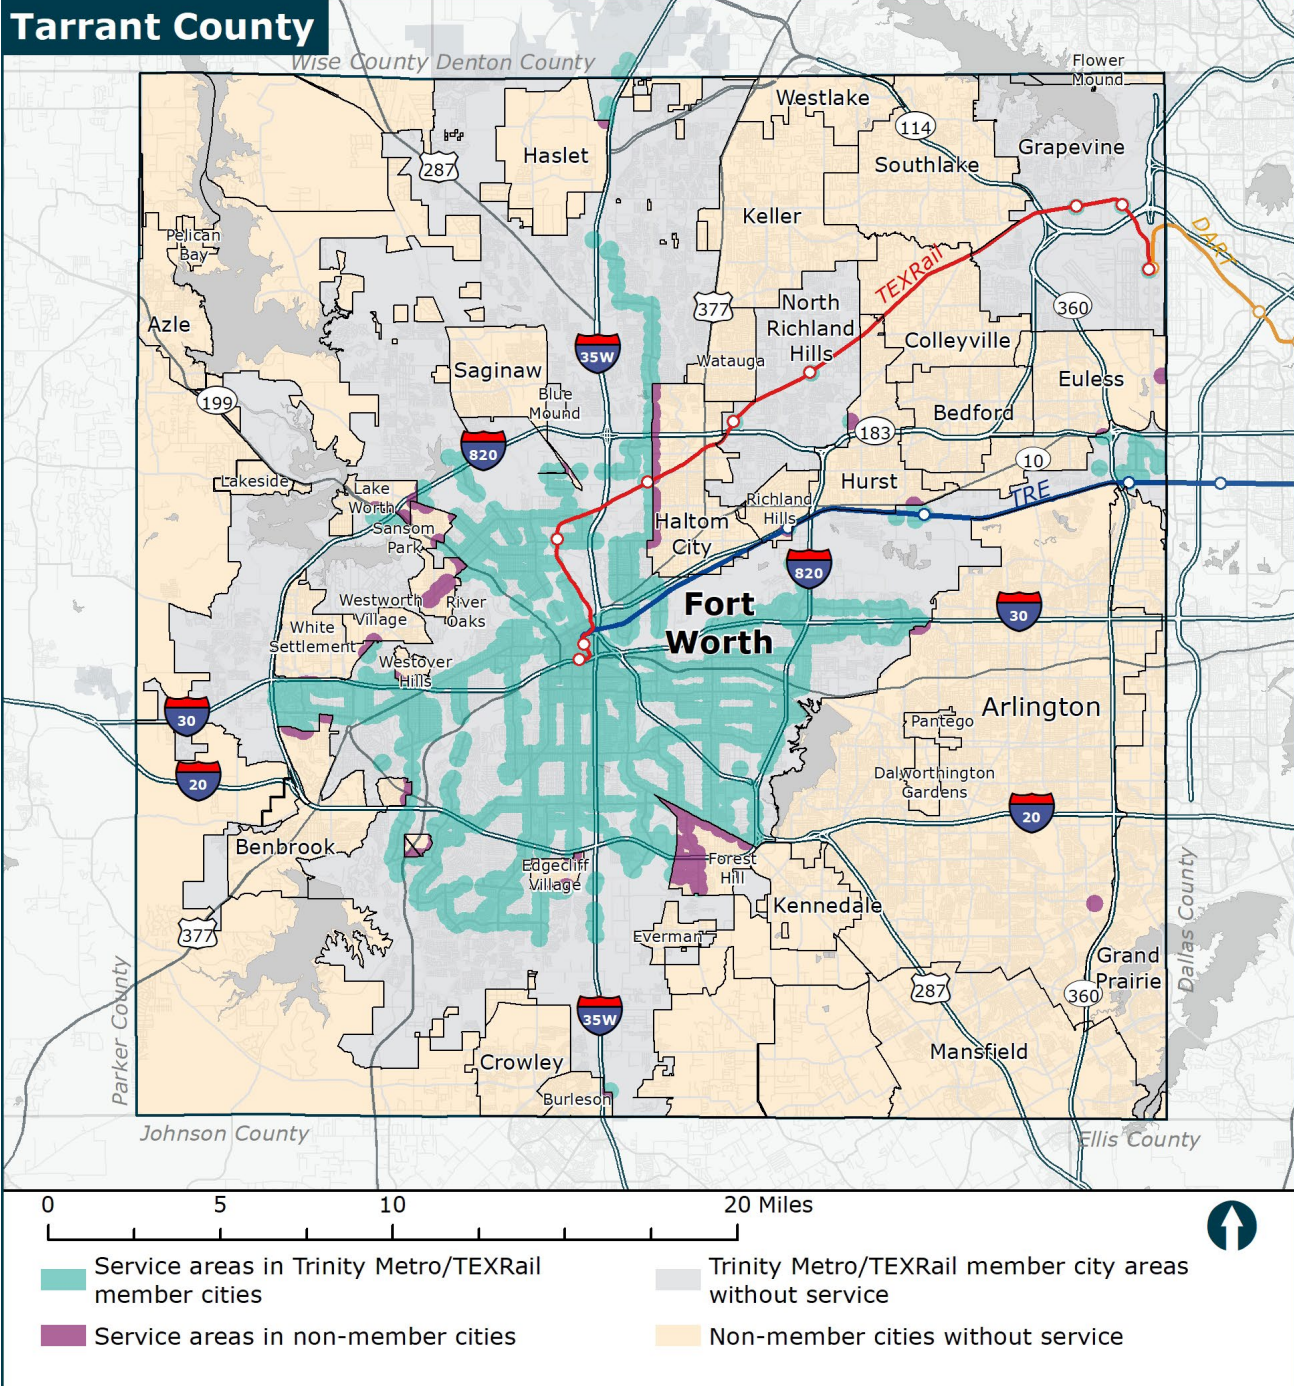 Tarrant County
Wise County
Denton County
Flower
Mound
Westlake
114
Grapevine
Haslet
287
Southlake
Keller
Pelican
Bay
DART
TEXRail
377
North
Richland
Hills
360
Azle
35W
Colleyville
Watauga
Saginaw
Euless
199
Blue
Mound
Bedford
183
820
10
Lakeside
Hurst
Lake
Worth
TRE
Richland
Hills
Sansom
Park
Haltom
City
820
Westworth
Village
River
Oaks
Fort
Worth
30
White
Settlement
Westover
Hills
30
Arlington
Pantego
20
Dalworthington
Gardens
20
Benbrook
Edgecliff
Village
Forest
Hill
Kennedale
377
Everman
Dallas County
Grand
Prairie
287
360
Parker County
35W
Mansfield
Crowley
Burleson
Johnson County
Ellis County
0 5 10 20 Miles
Service areas in Trinity Metro/TEXRail
member cities
Trinity Metro/TEXRail member city areas
without service
Service areas in non-member cities
Non-member cities without service